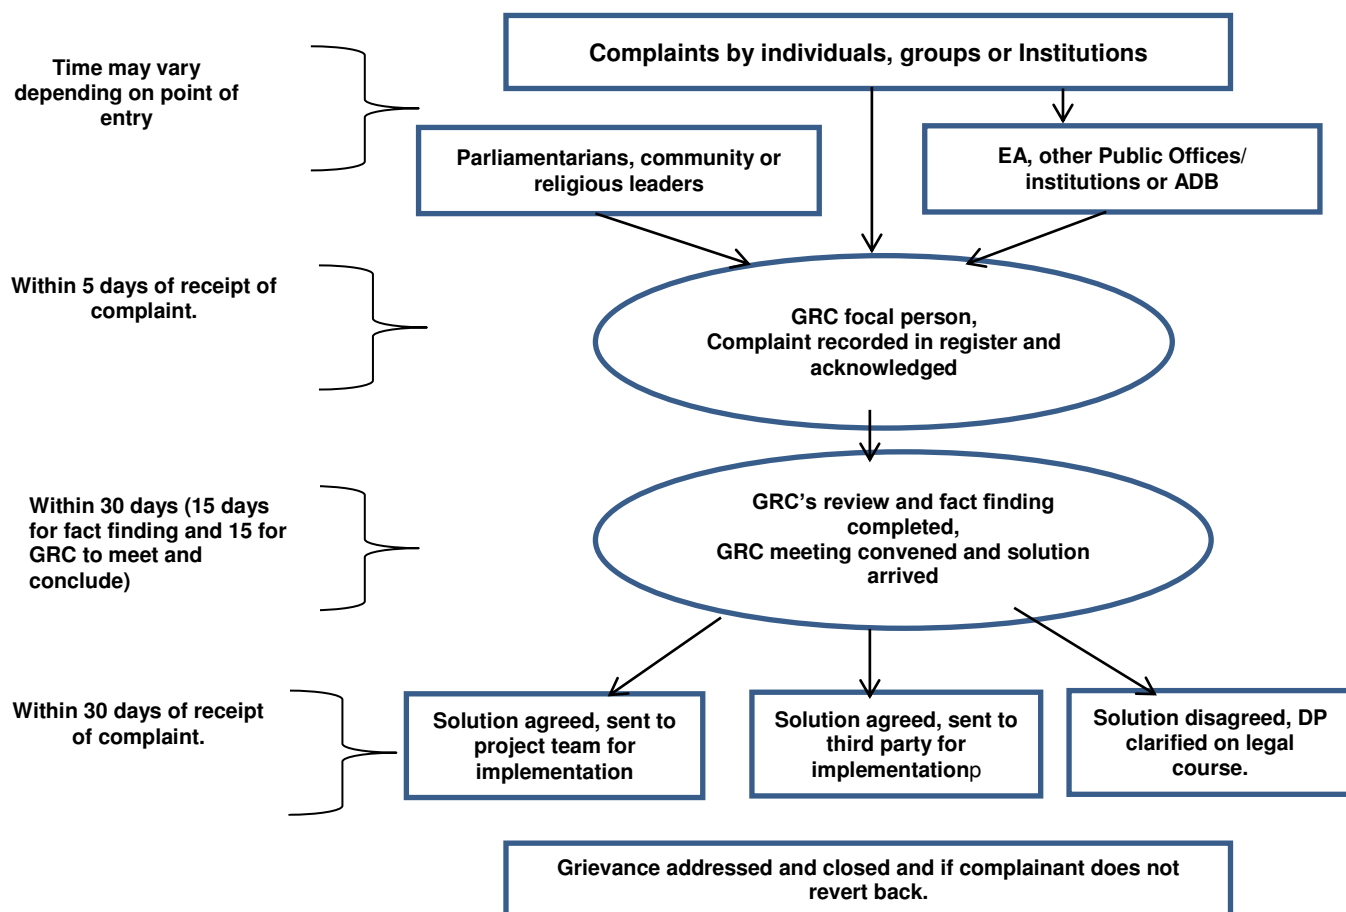 Complaints by individuals, groups or Institutions
Time may vary
depending on point of
entry
Parliamentarians, community or
religious leaders
EA, other Public Offices/
institutions or ADB
Within 5 days of receipt of
complaint.
GRC focal person,
Complaint recorded in register and
acknowledged
Within 30 days (15 days
for fact finding and 15 for
GRC to meet and
conclude)
GRC’s review and fact finding
completed,
GRC meeting convened and solution
arrived
Within 30 days of receipt
of complaint.
Solution agreed, sent to
project team for
implementation
Solution agreed, sent to
third party for
implementationp
Solution disagreed, DP
clarified on legal
course.
Grievance addressed and closed and if complainant does not
revert back.